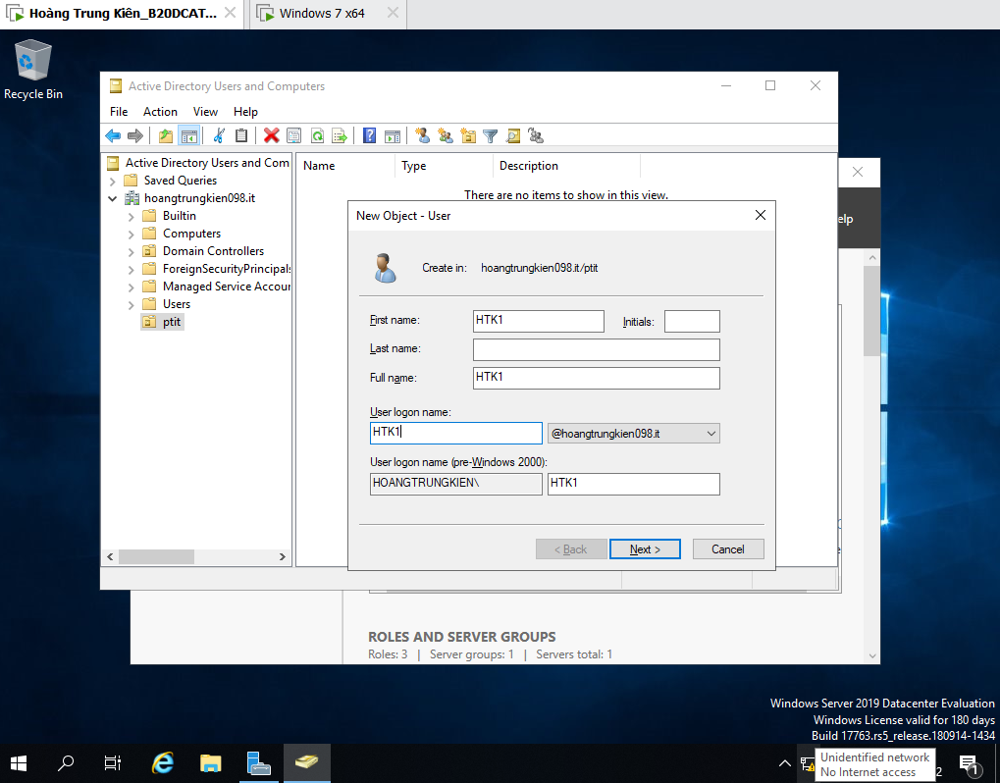 Hoàng Trung Kiên_B20DCAT...
Windows 7 x64
Recycle Bin
Active Directory Users and Computers
File Action View Help
Active Directory Users and Com
Saved Queries
hoangtrungkien098.it
Builtin
Computers
Domain Controllers
ForeignSecurityPrincipals
Managed Service Accour
Users
ptit
Name Type Description
There are no items to show in this view.
elp
New Object - User
Create in: hoangtrungkien098.it/ptit
First name: HTK1 Initials:
Last name:
Full name: HTK1
User logon name:
HTK1 @hoangtrungkien098.it
User logon name (pre-Windows 2000):
HOANGTRUNGKIEN\ HTK1
< Back Next > Cancel
ROLES AND SERVER GROUPS
Roles: 3 | Server groups: 1 | Servers total: 1
Windows Server 2019 Datacenter Evaluation
Windows License valid for 180 days
Build 17763.rs5_release.180914-1434
Unidentified network
No Internet access
2
1